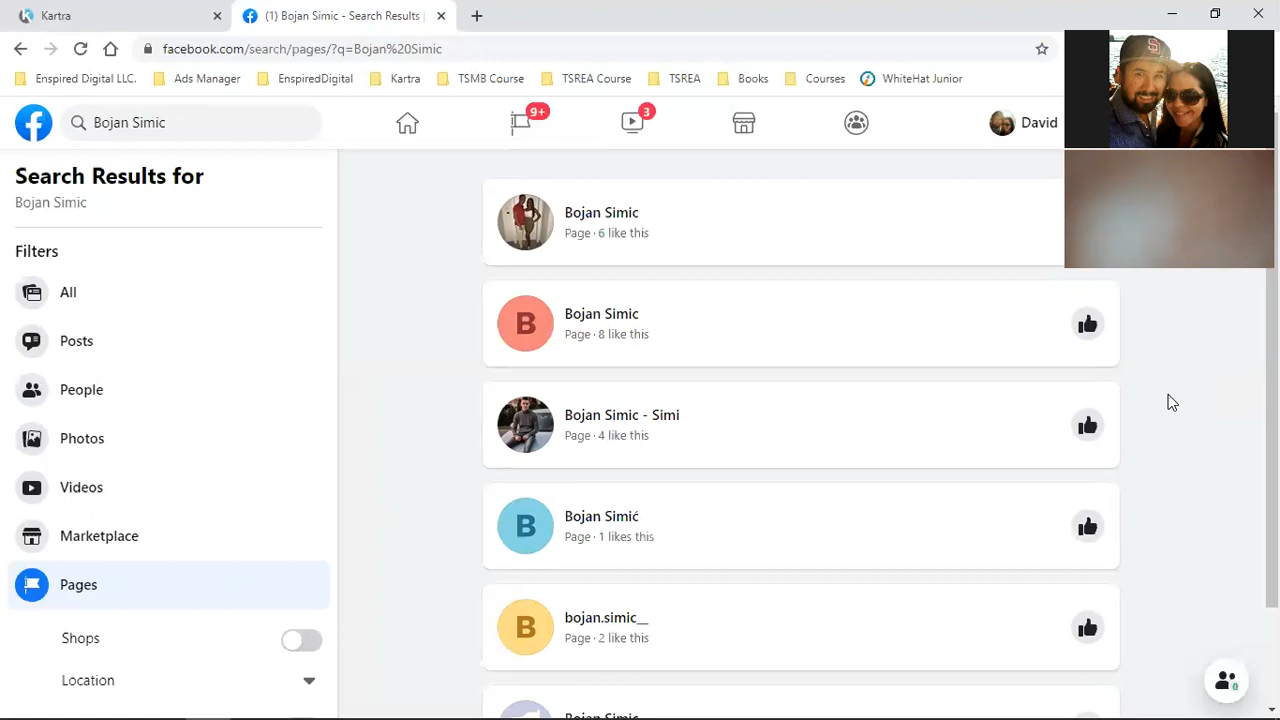 Kartra
(1) Bojan Simic - Search Results
facebook.com/search/pages/?q=Bojan%20Simic
Enspired Digital LLC.
Ads Manager
EnspiredDigital
Kartra
TSMB Course
TSREA Course
TSREA
Books
Courses
WhiteHat Junior
Bojan Simic
9+
3
David
Search Results for
Bojan Simic
Filters
All
Posts
People
Photos
Videos
Marketplace
Pages
Shops
Location
Bojan Simic
Page · 6 like this
B
Bojan Simic
Page · 8 like this
Bojan Simic - Simi
Page · 4 like this
B
Bojan Simić
Page · 1 likes this
B
bojan.simic__
Page · 2 like this
Bojan Simic
0